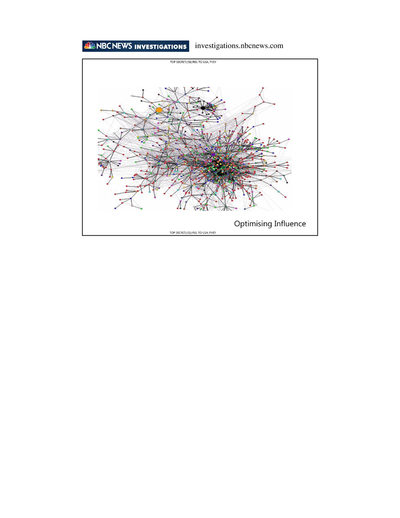 NBC NEWS INVESTIGATIONS investigations.nbcnews.com
TOP SECRET//SI//REL TO USA, FVEY
Optimising Influence
TOP SECRET//SI//REL TO USA, FVEY